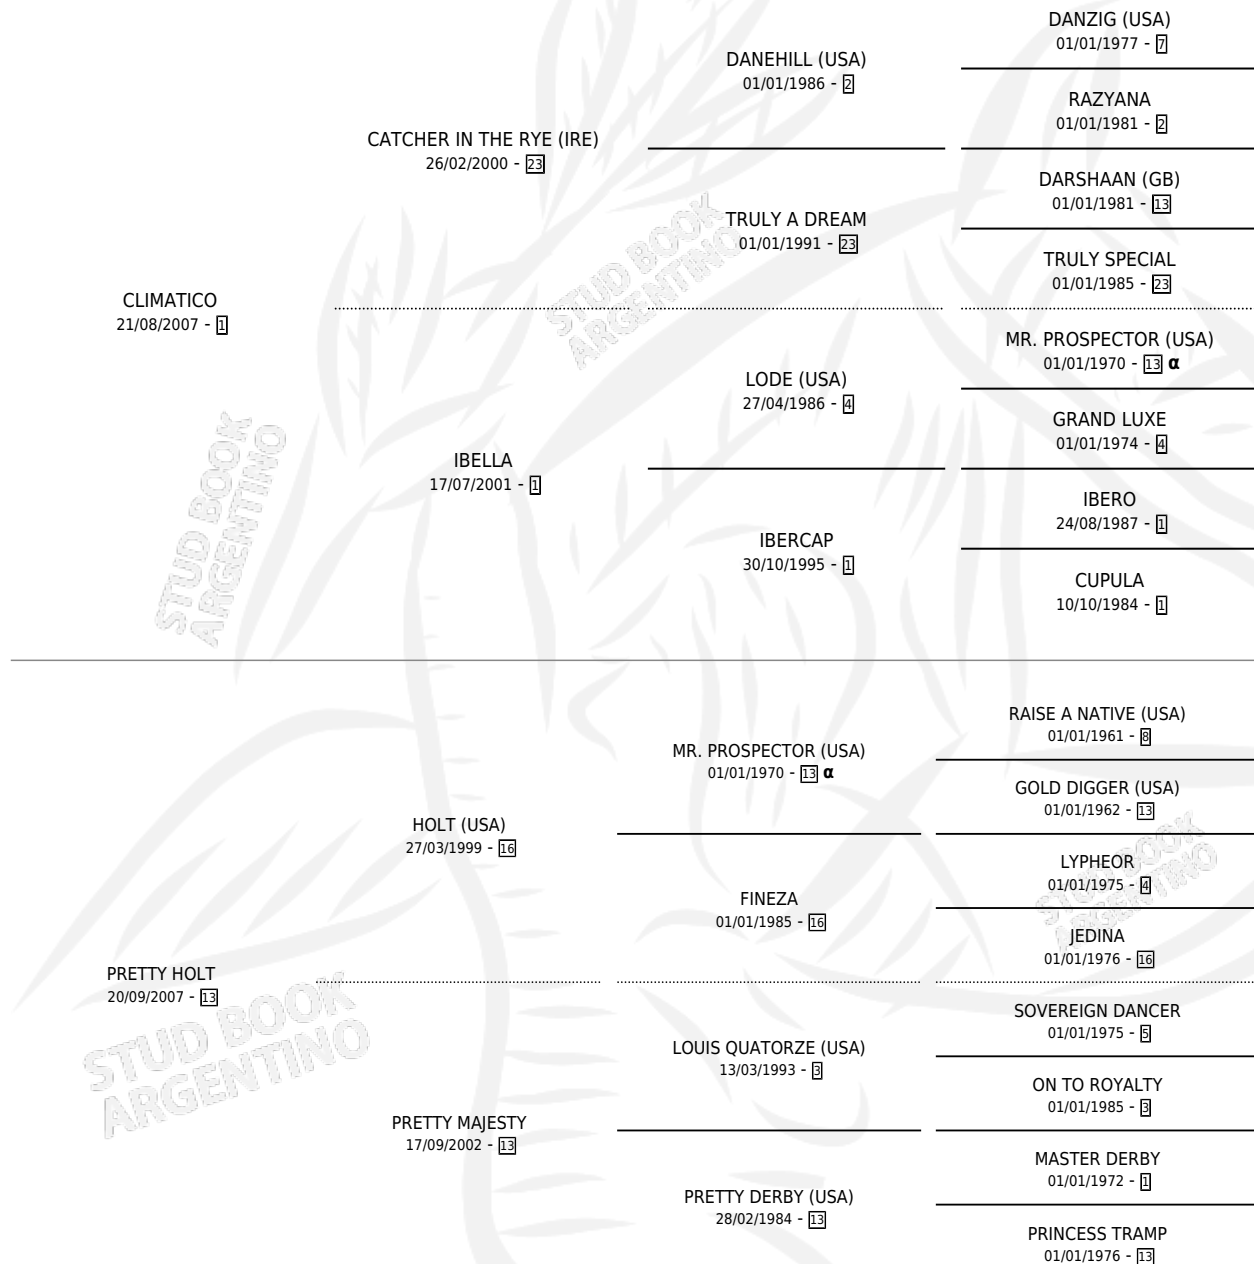 DANZIG (USA)
01/01/1977 - 7
DANEHILL (USA)
01/01/1986 - 2
RAZYANA
01/01/1981 - 2
CATCHER IN THE RYE (IRE)
26/02/2000 - 23
DARSHAAN (GB)
01/01/1981 - 13
TRULY A DREAM
01/01/1991 - 23
TRULY SPECIAL
01/01/1985 - 23
STUD BOOK
ARGENTINO
CLIMATICO
21/08/2007 - 1
MR. PROSPECTOR (USA)
01/01/1970 - 13 α
LODE (USA)
27/04/1986 - 4
GRAND LUXE
01/01/1974 - 4
IBELLA
17/07/2001 - 1
IBERO
24/08/1987 - 1
IBERCAP
30/10/1995 - 1
CUPULA
10/10/1984 - 1
STUD BOOK
ARGENTINO
RAISE A NATIVE (USA)
01/01/1961 - 8
MR. PROSPECTOR (USA)
01/01/1970 - 13 α
GOLD DIGGER (USA)
01/01/1962 - 13
HOLT (USA)
27/03/1999 - 16
LYPHEOR
01/01/1975 - 4
STUD BOOK
ARGENTINO
FINEZA
01/01/1985 - 16
JEDINA
01/01/1976 - 16
PRETTY HOLT
20/09/2007 - 13
SOVEREIGN DANCER
01/01/1975 - 5
STUD BOOK
ARGENTINO
LOUIS QUATORZE (USA)
13/03/1993 - 3
ON TO ROYALTY
01/01/1985 - 3
PRETTY MAJESTY
17/09/2002 - 13
MASTER DERBY
01/01/1972 - 1
PRETTY DERBY (USA)
28/02/1984 - 13
PRINCESS TRAMP
01/01/1976 - 13